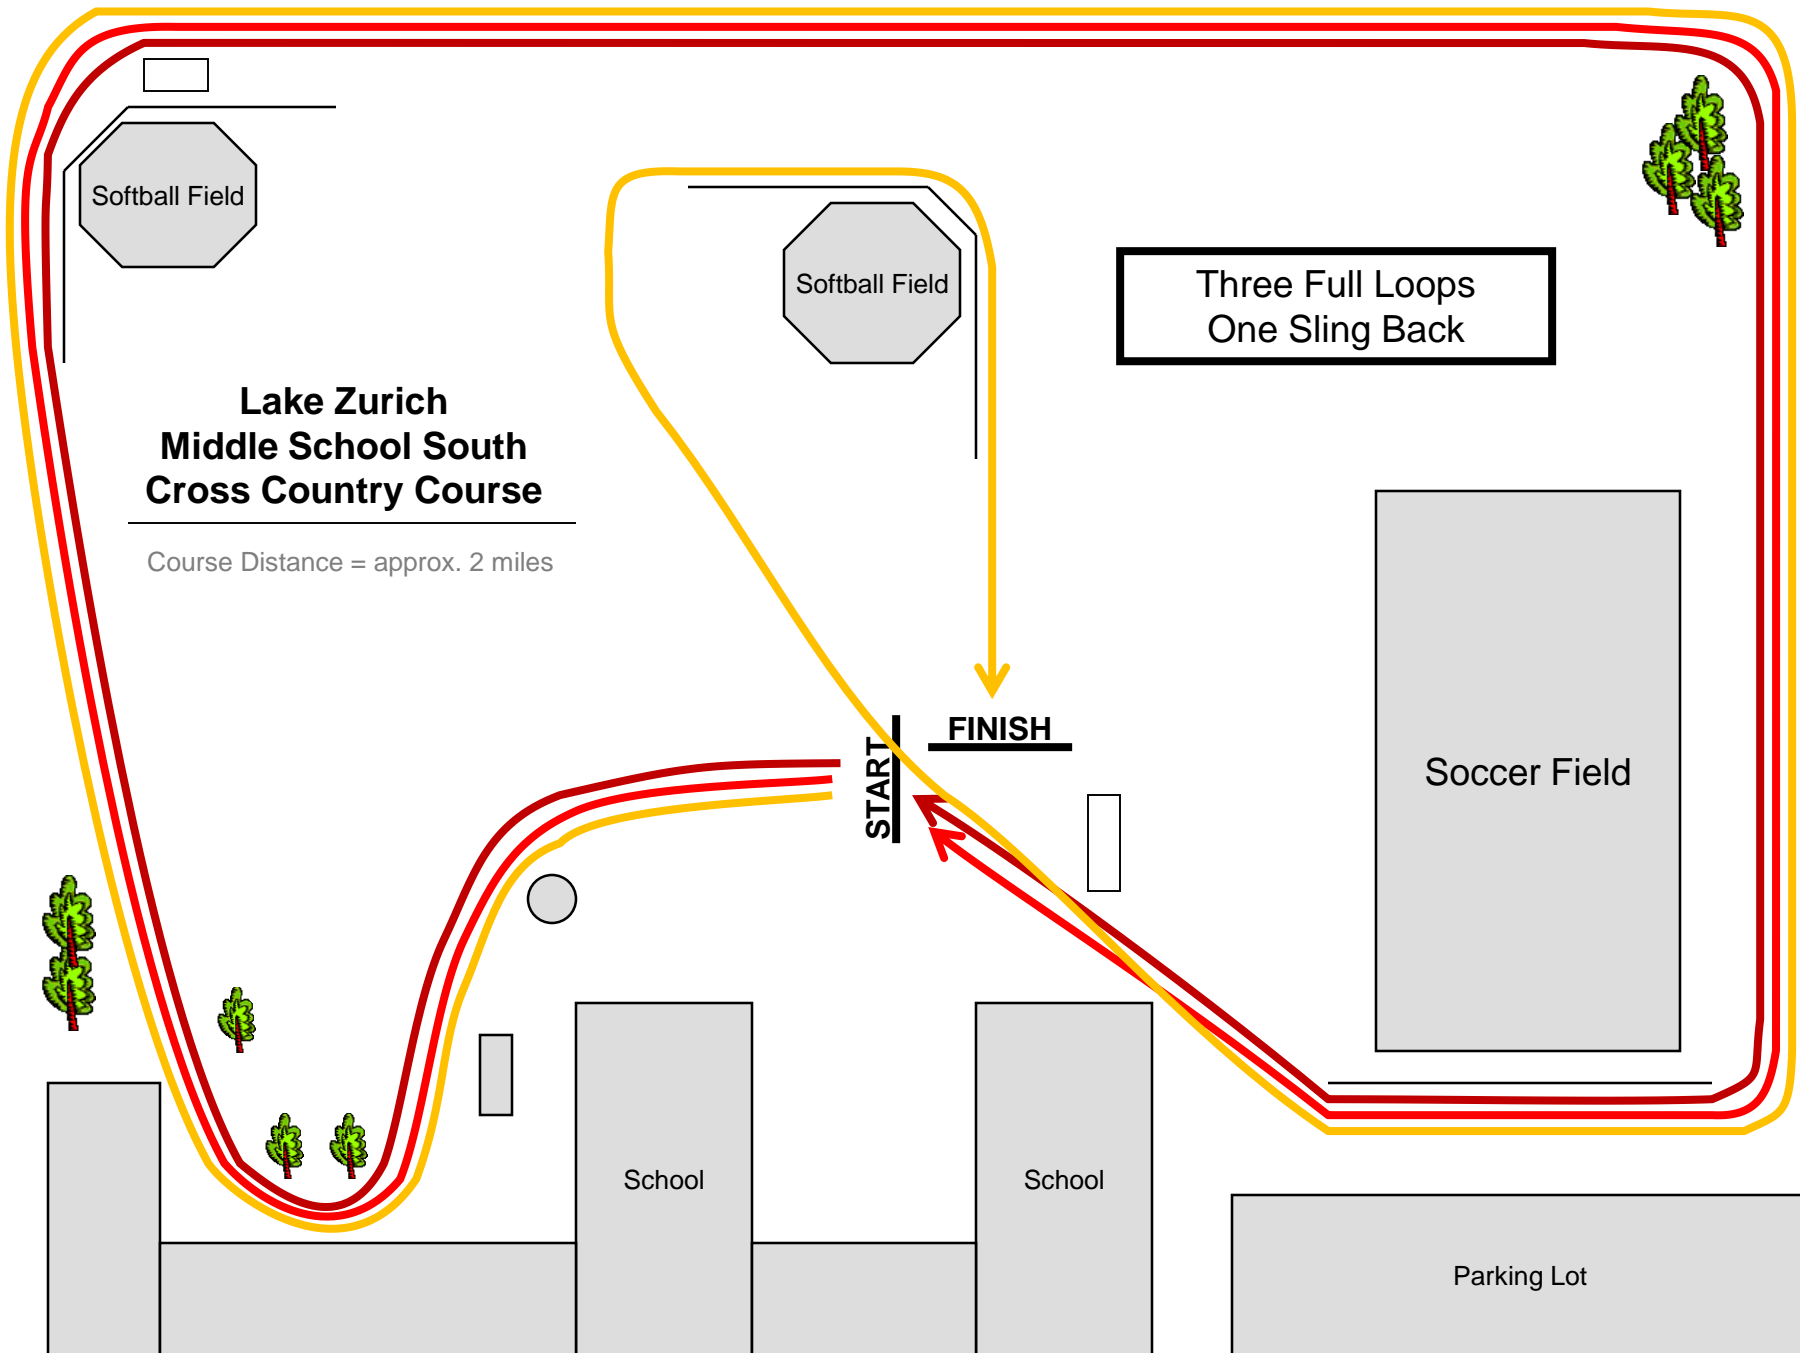 Softball Field
Softball Field
Three Full Loops
One Sling Back
Lake Zurich
Middle School South
Cross Country Course
Course Distance = approx. 2 miles
FINISH
START
Soccer Field
School
School
Parking Lot